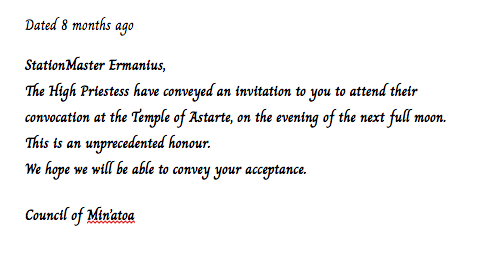 Dated 8 months ago
StationMaster Ermanius,
The High Priestess have conveyed an invitation to you to attend their
convocation at the Temple of Astarte, on the evening of the next full moon.
This is an unprecedented honour.
We hope we will be able to convey your acceptance.
Council of Min'atoa